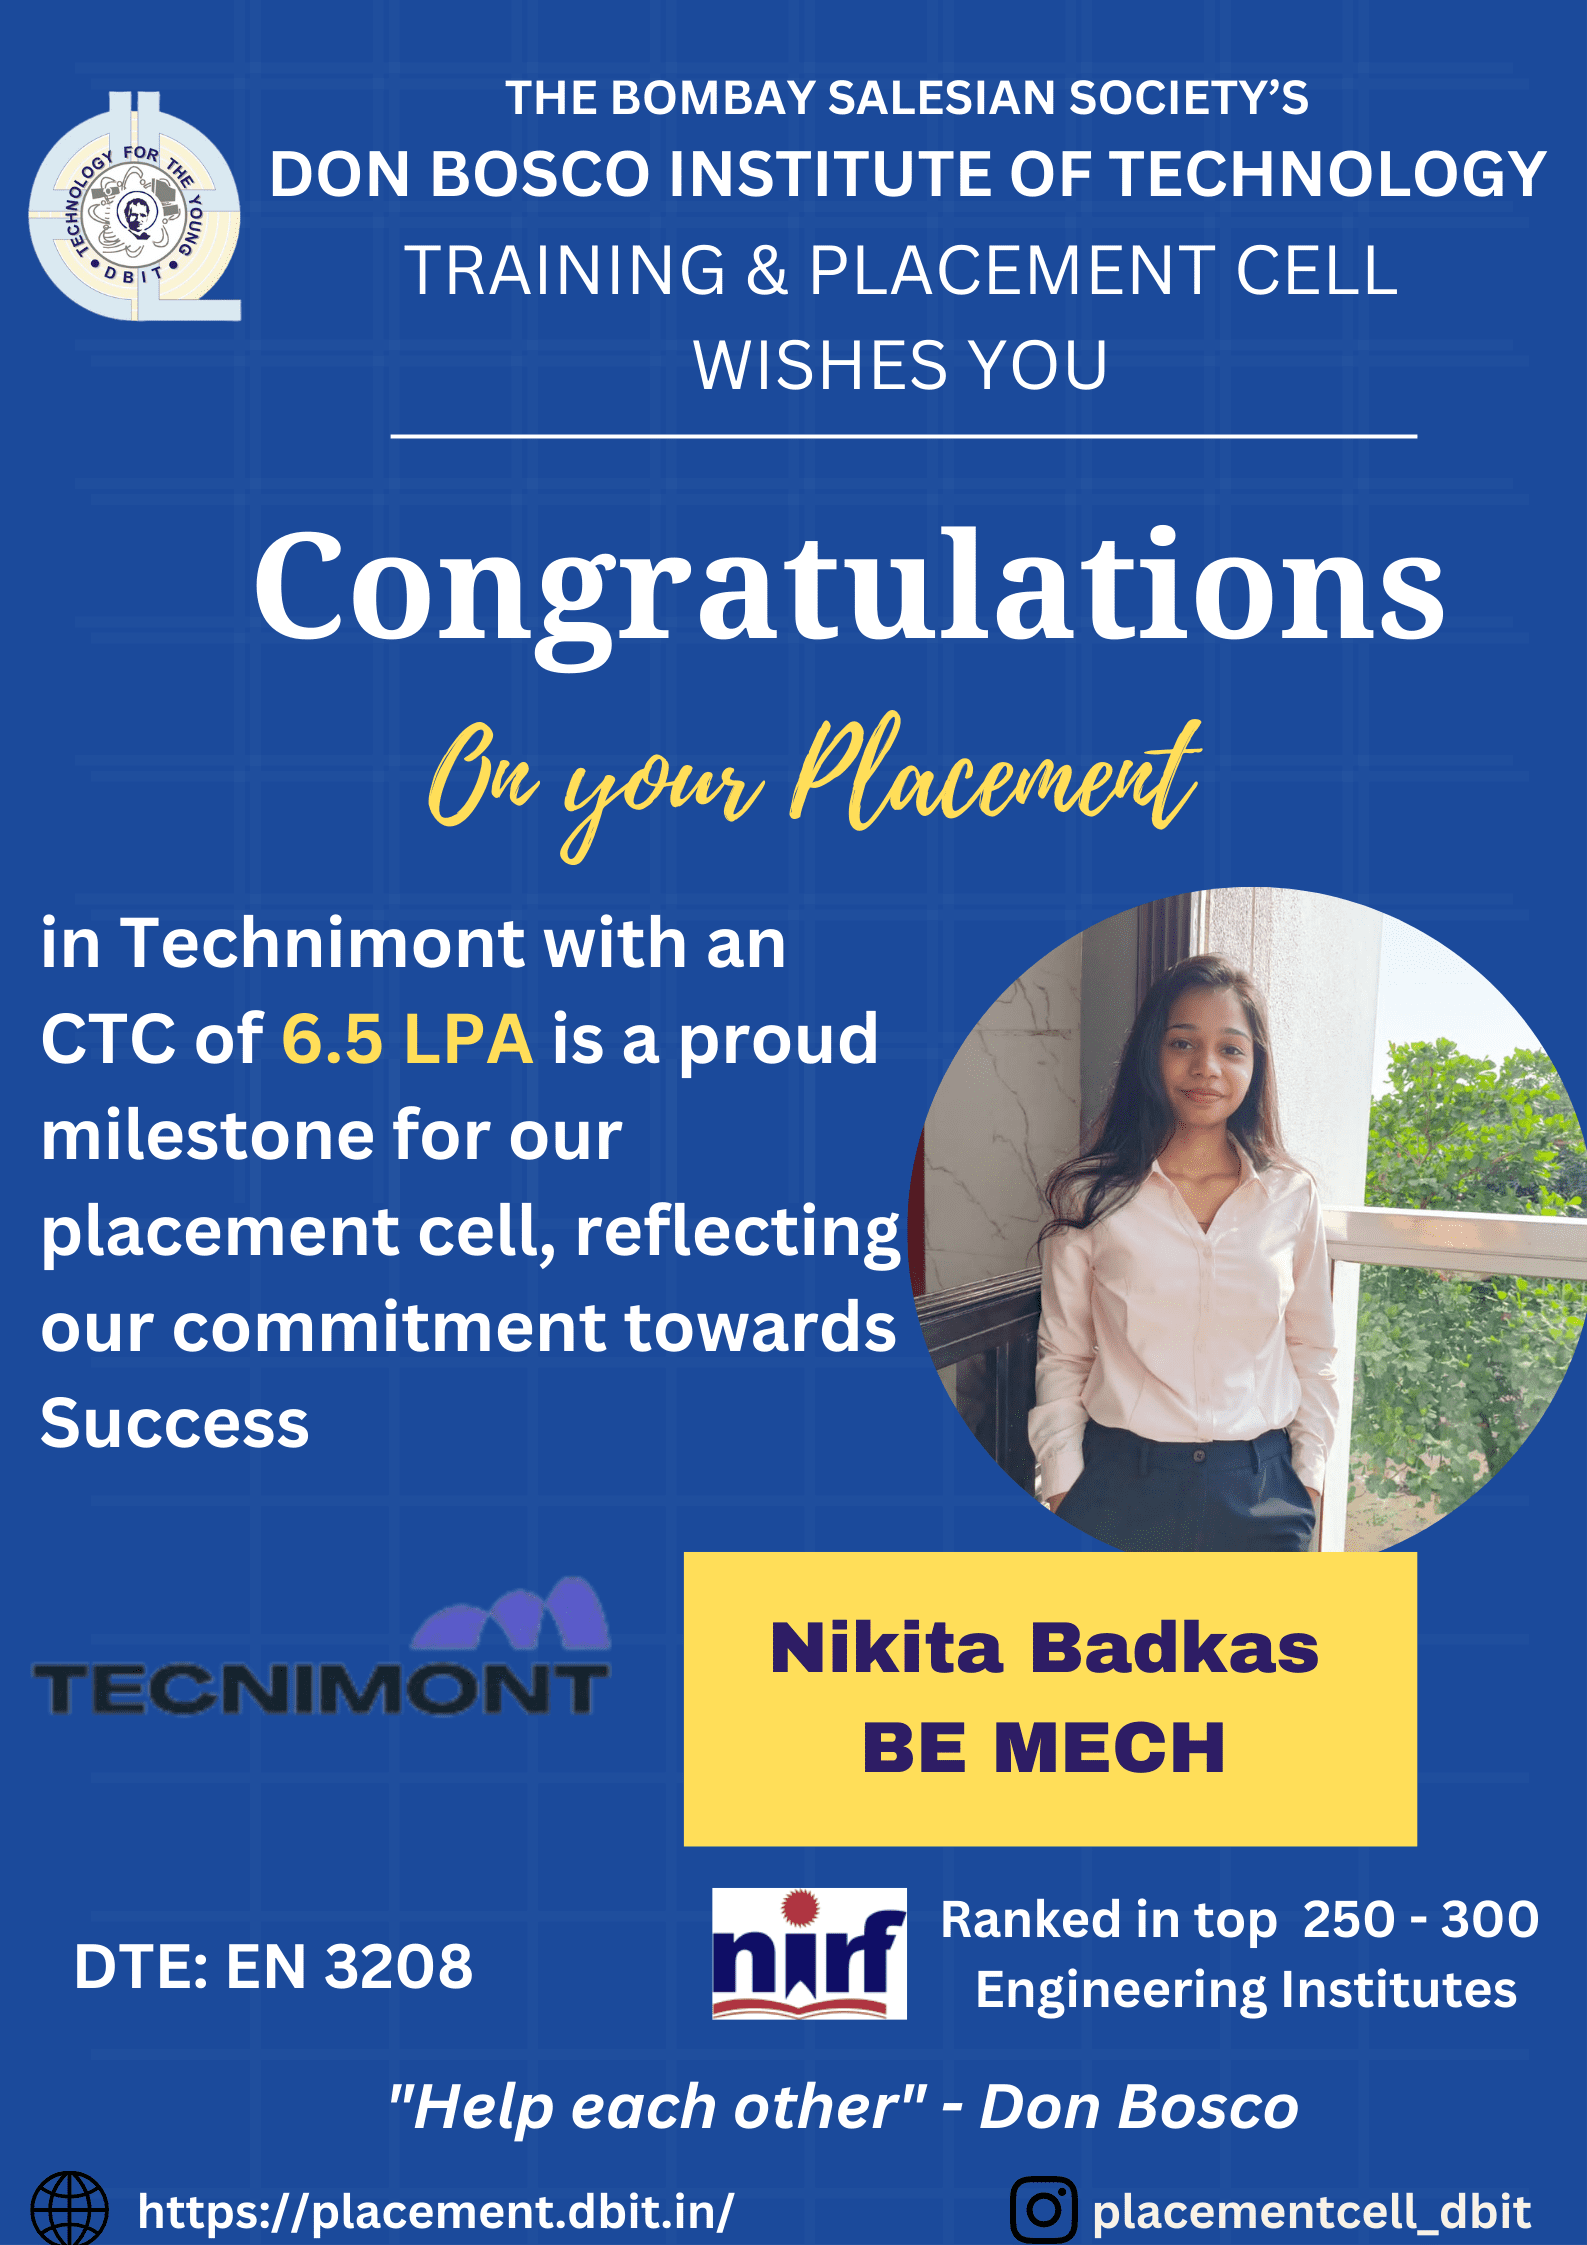 THE BOMBAY SALESIAN SOCIETY’S
DON BOSCO INSTITUTE OF TECHNOLOGY
TRAINING & PLACEMENT CELL
WISHES YOU
TECHNOLOGY FOR THE YOUNG
• DBIT •
Congratulations
On your Placement
in Technimont with an
CTC of 6.5 LPA is a proud
milestone for our
placement cell, reflecting
our commitment towards
Success
TECNIMONT
Nikita Badkas
BE MECH
DTE: EN 3208
nirf
Ranked in top 250 - 300
Engineering Institutes
"Help each other" - Don Bosco
https://placement.dbit.in/
placementcell_dbit